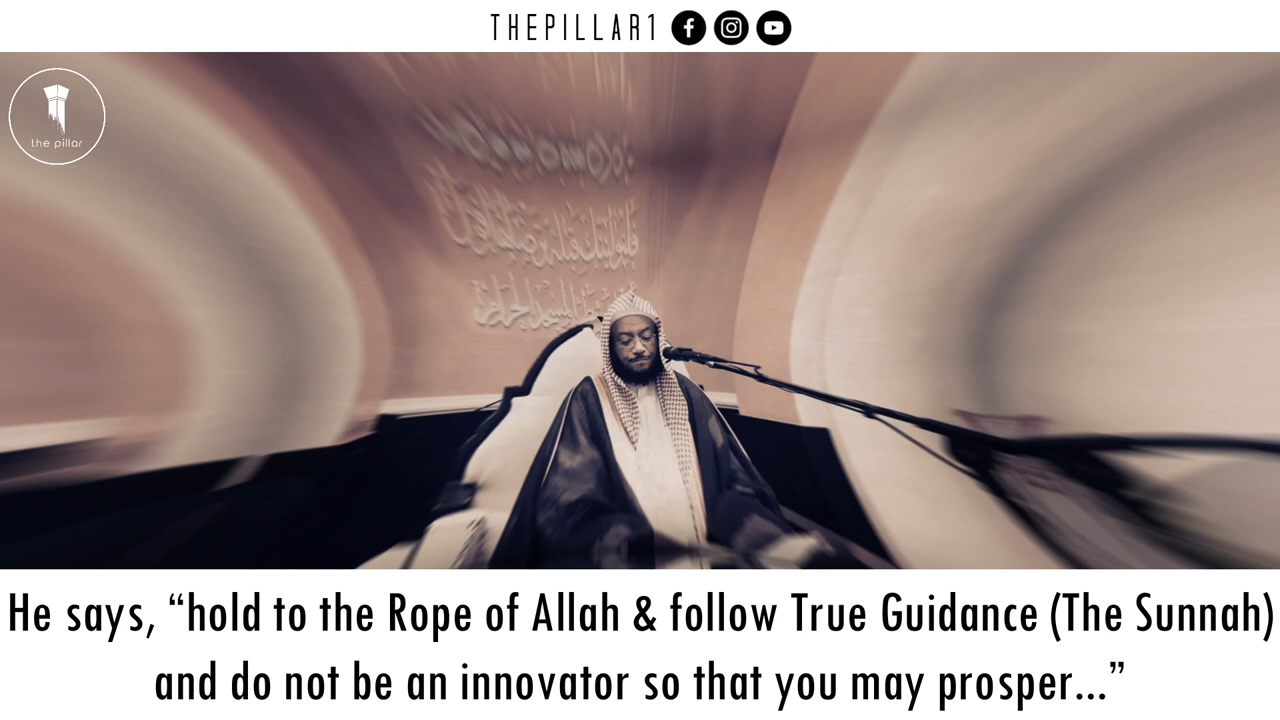 THEPILLAR1
the pillar
He says, “hold to the Rope of Allah & follow True Guidance (The Sunnah)
and do not be an innovator so that you may prosper...”